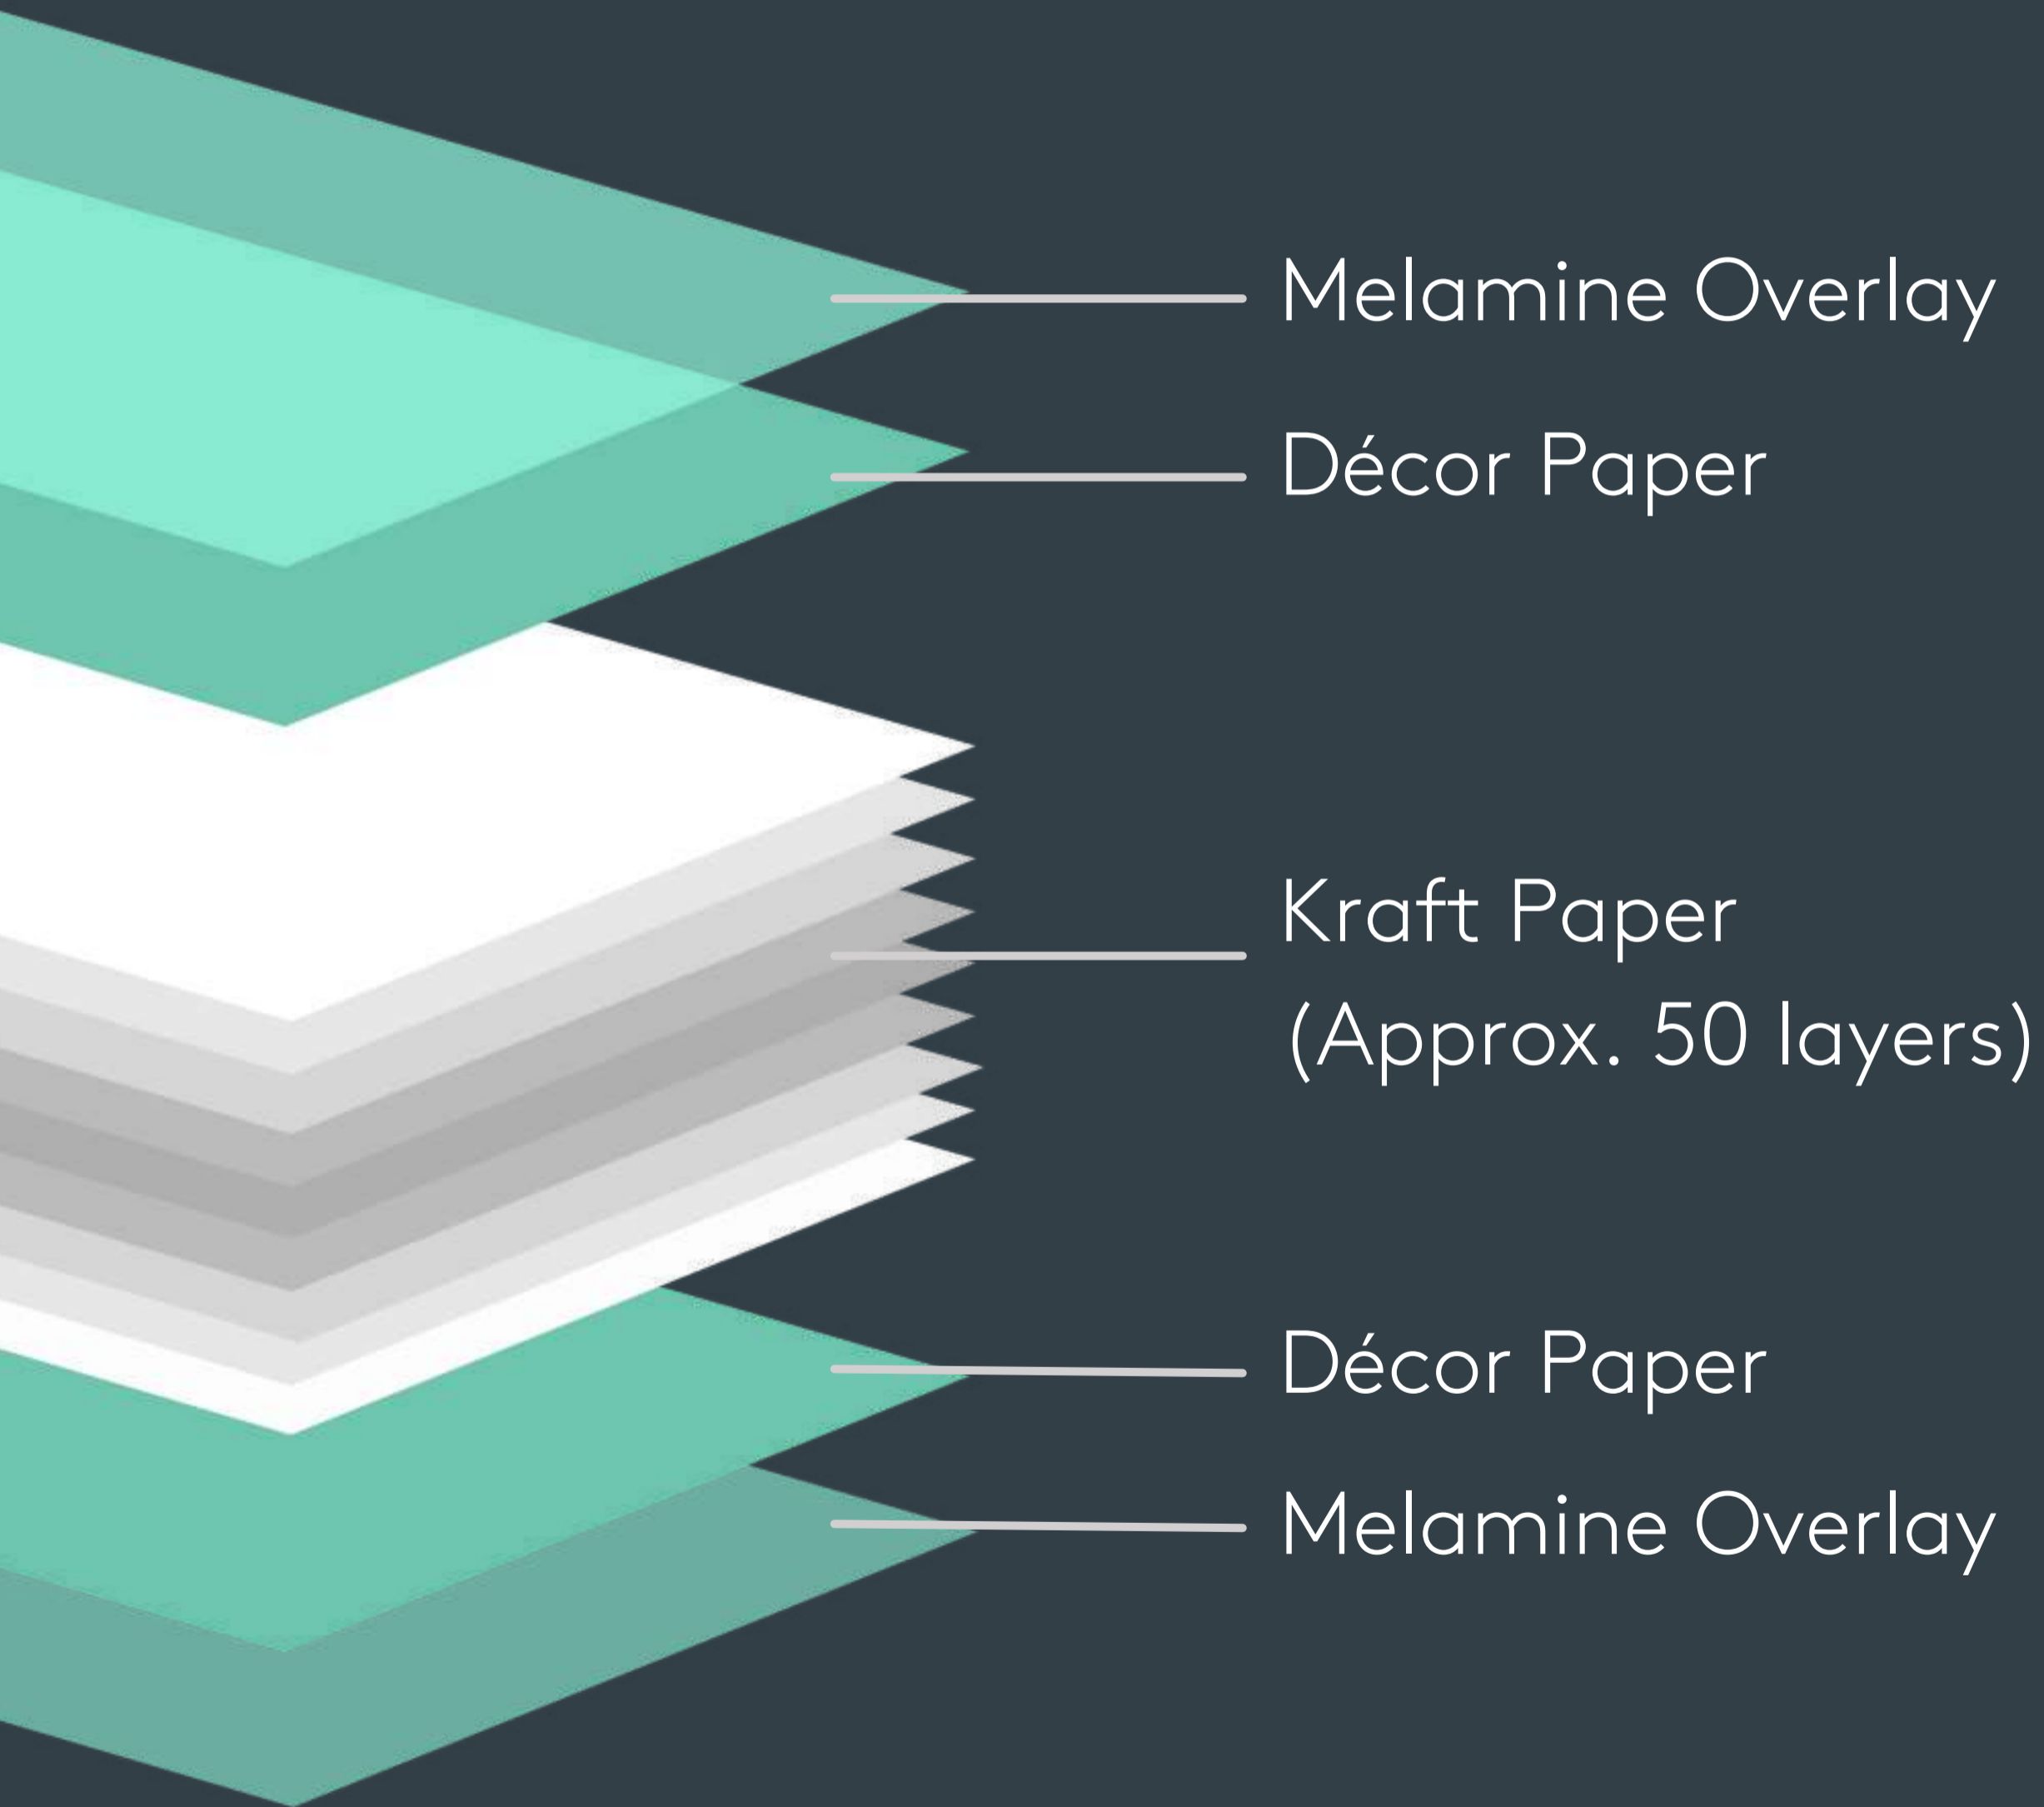 Melamine Overlay
Décor Paper
Kraft Paper
(Approx. 50 layers)
Décor Paper
Melamine Overlay